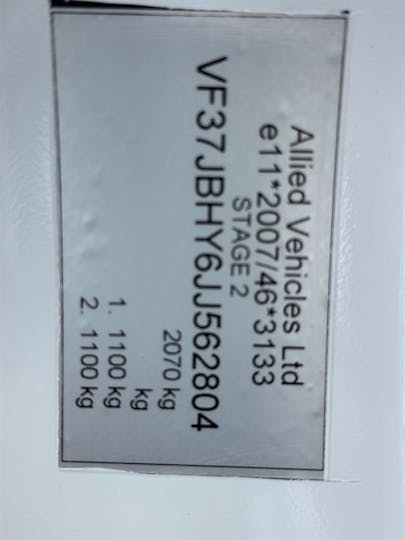 Allied Vehicles Ltd
e11*2007/46*3133
STAGE 2
VF37JBHY6JJ562804
2070 kg
kg
1. 1100 kg
2. 1100 kg